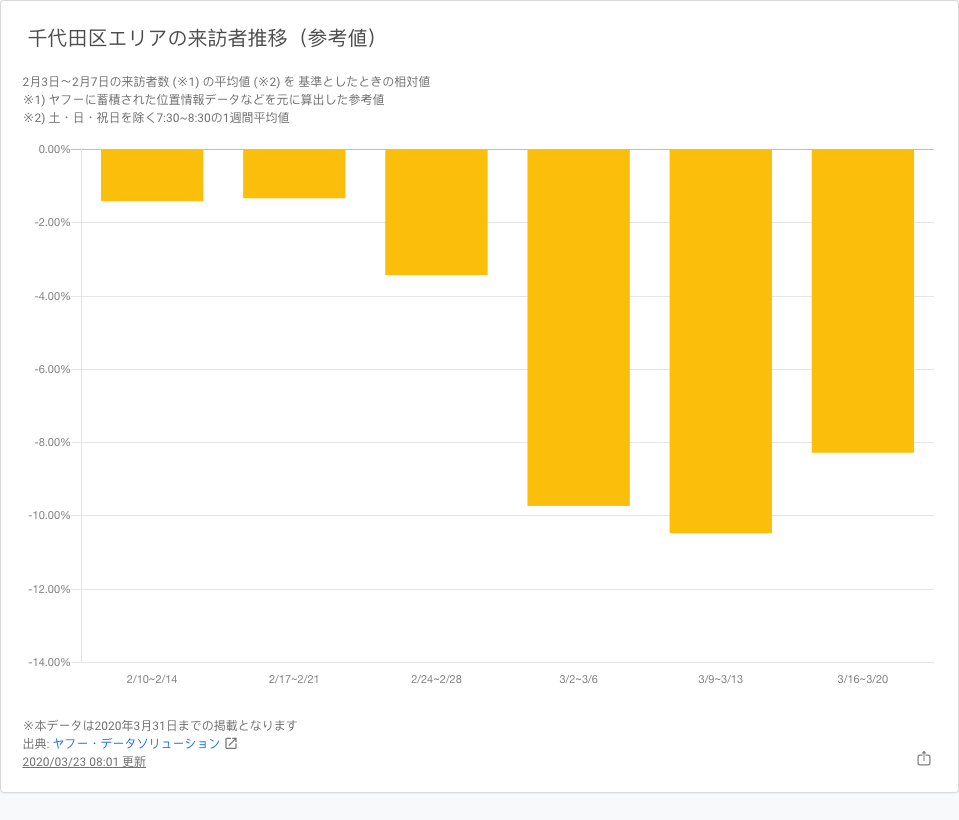 千代田区エリアの来訪者推移（参考値）
2月3日～2月7日の来訪者数 (※1) の平均値 (※2) を 基準としたときの相対値
※1) ヤフーに蓄積された位置情報データなどを元に算出した参考値
※2) 土・日・祝日を除く7:30~8:30の1週間平均値
0.00%
-2.00%
-4.00%
-6.00%
-8.00%
-10.00%
-12.00%
-14.00%
2/10~2/14 2/17~2/21 2/24~2/28 3/2~3/6 3/9~3/13 3/16~3/20
※本データは2020年3月31日までの掲載となります
出典: ヤフー・データソリューション
2020/03/23 08:01 更新